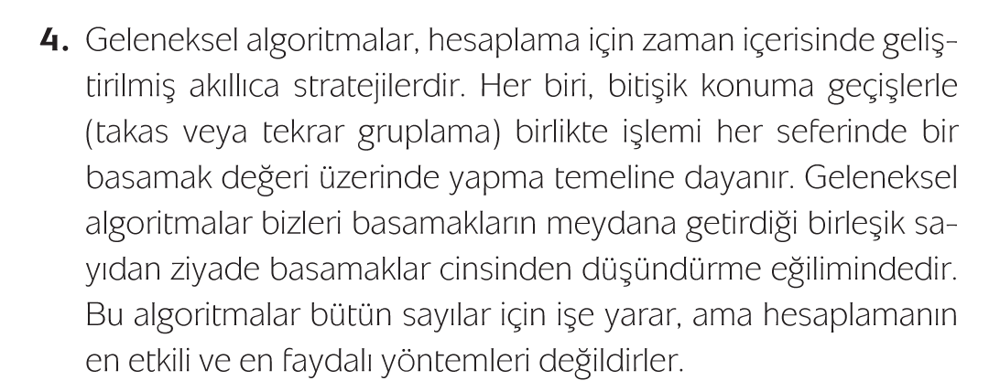 4. Geleneksel algoritmalar, hesaplama için zaman içerisinde geliş-
tirilmiş akıllıca stratejilerdir. Her biri, bitişik konuma geçişlerle
(takas veya tekrar gruplama) birlikte işlemi her seferinde bir
basamak değeri üzerinde yapma temeline dayanır. Geleneksel
algoritmalar bizleri basamakların meydana getirdiği birleşik sa-
yıdan ziyade basamaklar cinsinden düşündürme eğilimindedir.
Bu algoritmalar bütün sayılar için işe yarar, ama hesaplamanın
en etkili ve en faydalı yöntemleri değildirler.